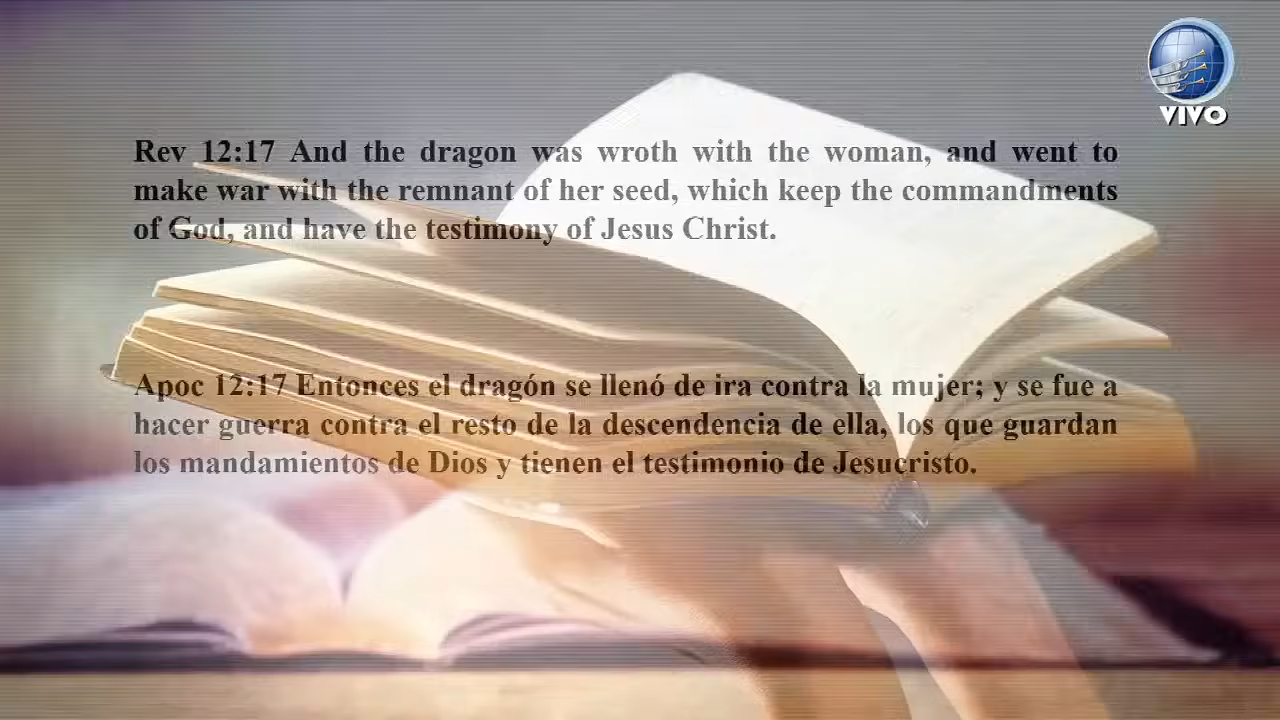 VIVO
Rev 12:17 And the dragon was wroth with the woman, and went to
make war with the remnant of her seed, which keep the commandments
of God, and have the testimony of Jesus Christ.
Apoc 12:17 Entonces el dragón se llenó de ira contra la mujer; y se fue a
hacer guerra contra el resto de la descendencia de ella, los que guardan
los mandamientos de Dios y tienen el testimonio de Jesucristo.